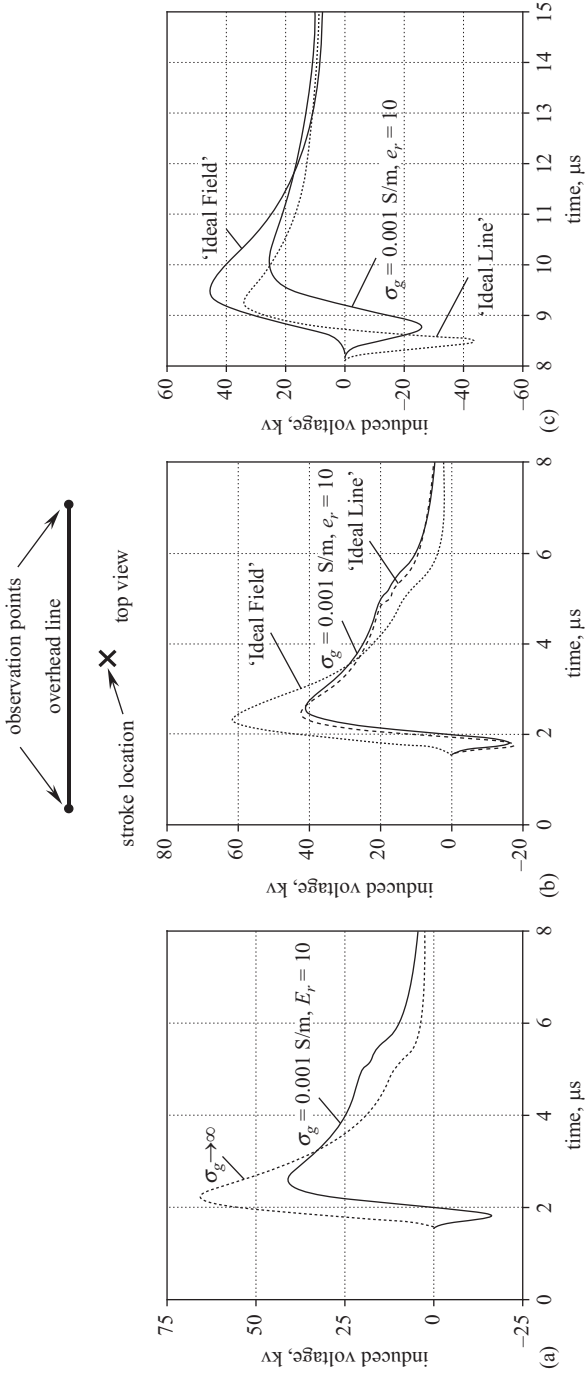 observation points
overhead line
stroke location
top view
induced voltage, kv
75
50
25
0
−25
0
2
4
6
8
time, μs
σg→∞
σg = 0.001 S/m, Er = 10
(a)
induced voltage, kv
80
60
40
20
0
−20
0
2
4
6
8
time, μs
'Ideal Field'
σg = 0.001 S/m, er = 10
'Ideal Line'
(b)
induced voltage, kv
60
40
20
0
−20
−40
−60
8
9
10
11
12
13
14
15
time, μs
'Ideal Field'
σg = 0.001 S/m, er = 10
'Ideal Line'
(c)